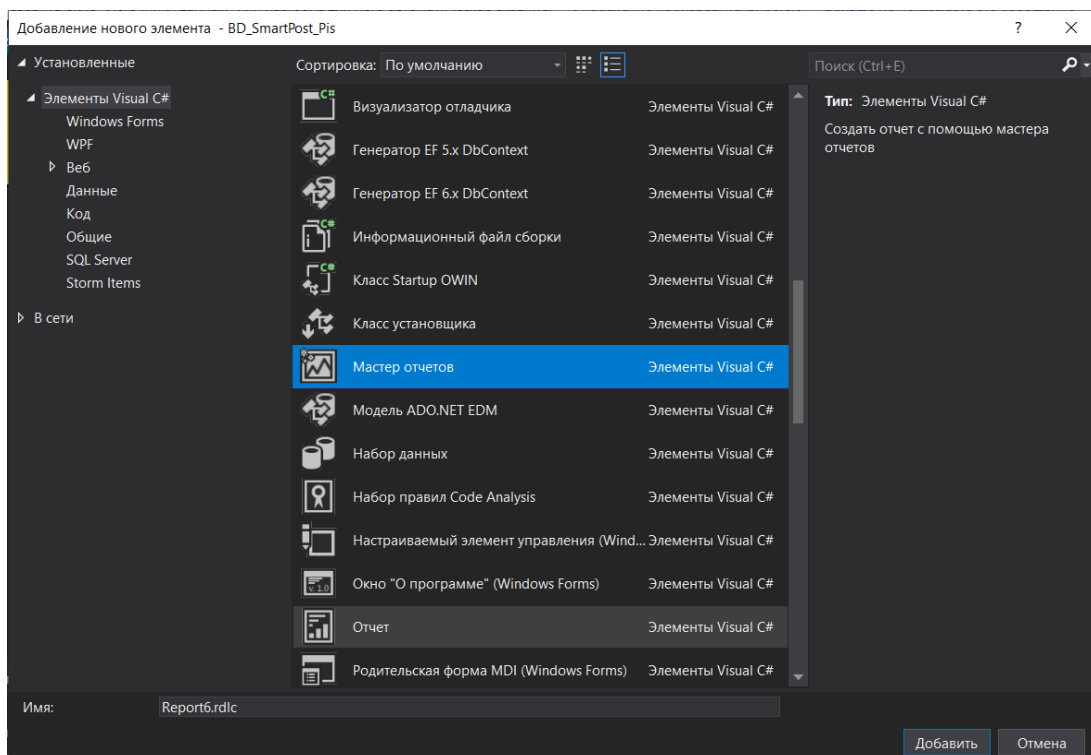 Добавление нового элемента - BD_SmartPost_Pis
Установленные
Сортировка: По умолчанию
Поиск (Ctrl+E)
Элементы Visual C#
Windows Forms
WPF
Веб
Данные
Код
Общие
SQL Server
Storm Items
В сети
Визуализатор отладчика Элементы Visual C#
Генератор EF 5.x DbContext Элементы Visual C#
Генератор EF 6.x DbContext Элементы Visual C#
Информационный файл сборки Элементы Visual C#
Класс Startup OWIN Элементы Visual C#
Класс установщика Элементы Visual C#
Мастер отчетов Элементы Visual C#
Модель ADO.NET EDM Элементы Visual C#
Набор данных Элементы Visual C#
Набор правил Code Analysis Элементы Visual C#
Настраиваемый элемент управления (Wind... Элементы Visual C#
Окно "О программе" (Windows Forms) Элементы Visual C#
Отчет Элементы Visual C#
Родительская форма MDI (Windows Forms) Элементы Visual C#
Тип: Элементы Visual C#
Создать отчет с помощью мастера
отчетов
Имя: Report6.rdlc
Добавить Отмена